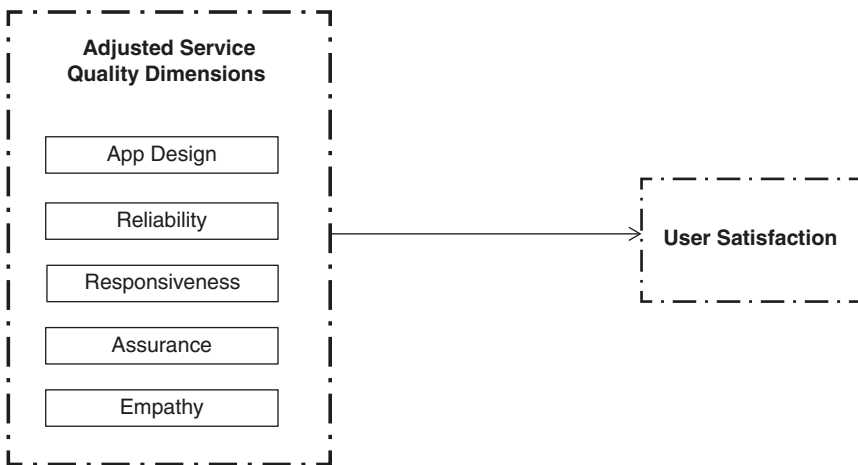 Adjusted Service
Quality Dimensions
App Design
Reliability
Responsiveness
Assurance
Empathy
User Satisfaction